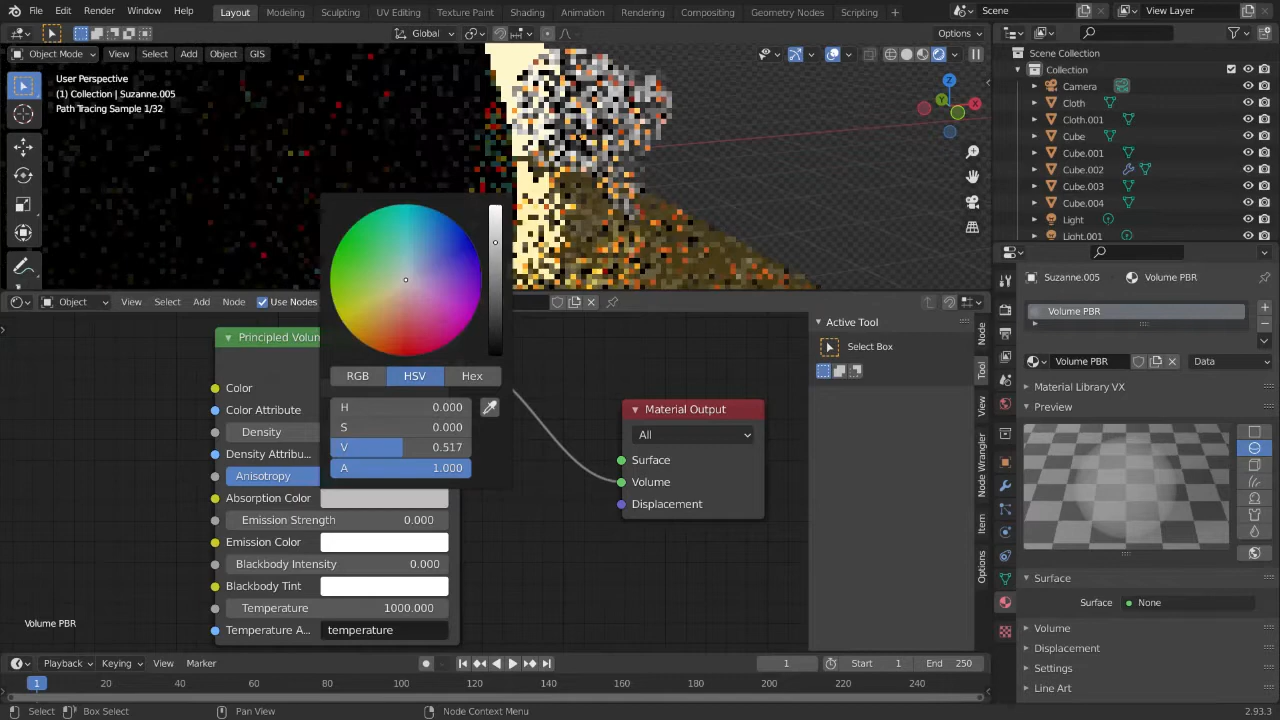 File Edit Render Window Help Layout Modeling Sculpting UV Editing Texture Paint Shading Animation Rendering Compositing Geometry Nodes Scripting + Scene View Layer
Global Options
Object Mode View Select Add Object GIS
User Perspective
(1) Collection | Suzanne.005
Path Tracing Sample 1/32
Z
X
Y
Scene Collection
Collection
Camera
Cloth
Cloth.001
Cube
Cube.001
Cube.002
Cube.003
Cube.004
Light
Light.001
Object View Select Add Node Use Nodes
Principled Volum
Color
Color Attribute
Density
Density Attribu...
Anisotropy
Absorption Color
Emission Strength 0.000
Emission Color
Blackbody Intensity 0.000
Blackbody Tint
Temperature 1000.000
Temperature A... temperature
RGB HSV Hex
H 0.000
S 0.000
V 0.517
A 1.000
Material Output
All
Surface
Volume
Displacement
Active Tool
Select Box
Node
Tool
View
Node Wrangler
Item
Options
Volume PBR
Suzanne.005 Volume PBR
Volume PBR
Volume PBR Data
Material Library VX
Preview
Surface
Surface None
Volume
Displacement
Settings
Line Art
Playback Keying View Marker 1 Start 1 End 250
1 20 40 60 80 100 120 140 160 180 200 220 240
Select Box Select Pan View Node Context Menu 2.93.3